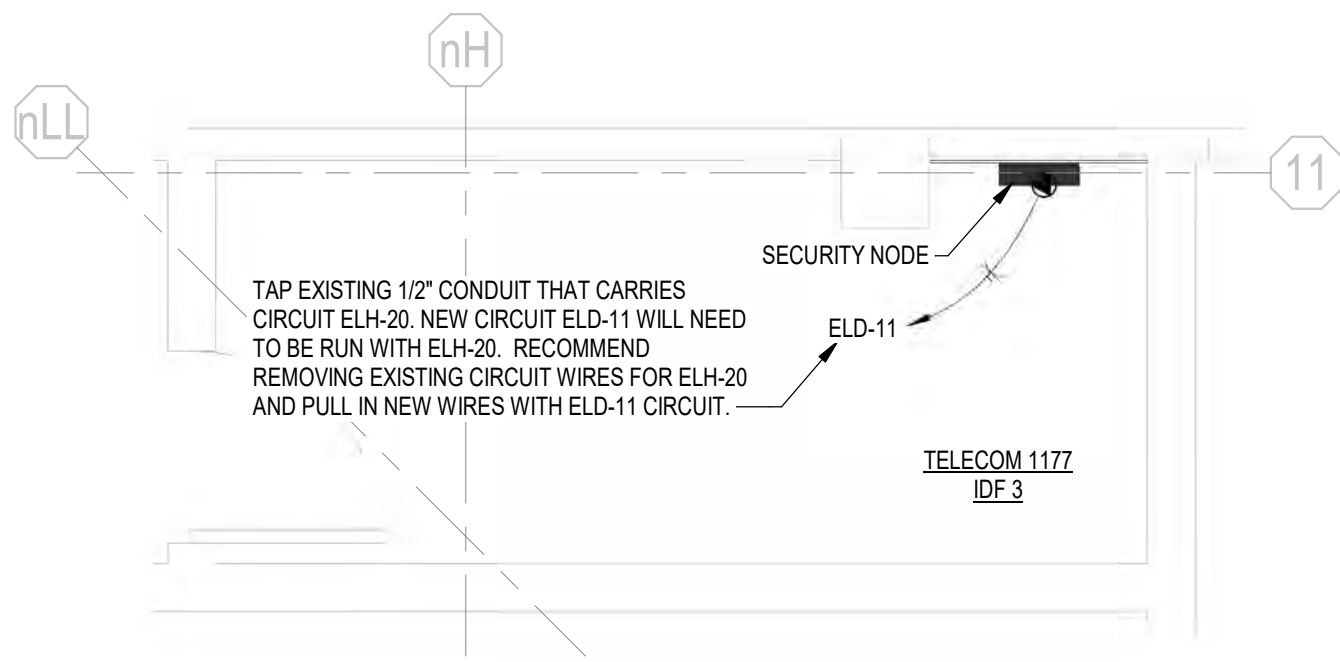 nH
nLL
11
SECURITY NODE
TAP EXISTING 1/2" CONDUIT THAT CARRIES
CIRCUIT ELH-20. NEW CIRCUIT ELD-11 WILL NEED
TO BE RUN WITH ELH-20.  RECOMMEND
REMOVING EXISTING CIRCUIT WIRES FOR ELH-20
AND PULL IN NEW WIRES WITH ELD-11 CIRCUIT.
ELD-11
TELECOM 1177
IDF 3